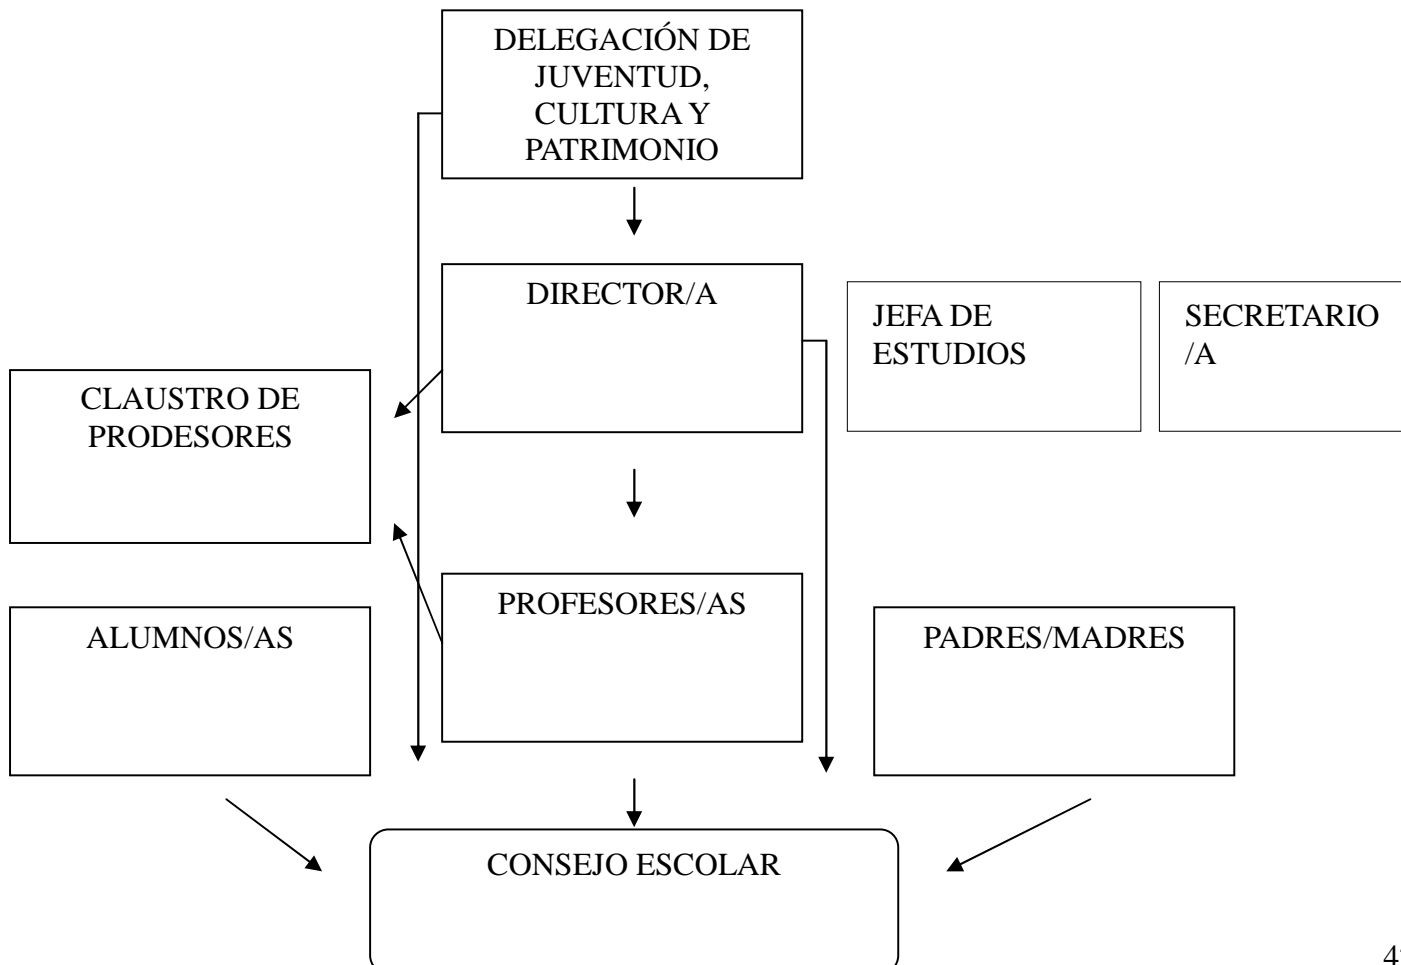 DELEGACIÓN DE
JUVENTUD,
CULTURA Y
PATRIMONIO
DIRECTOR/A
JEFA DE
ESTUDIOS
SECRETARIO
/A
CLAUSTRO DE
PRODESORES
PROFESORES/AS
ALUMNOS/AS
PADRES/MADRES
CONSEJO ESCOLAR